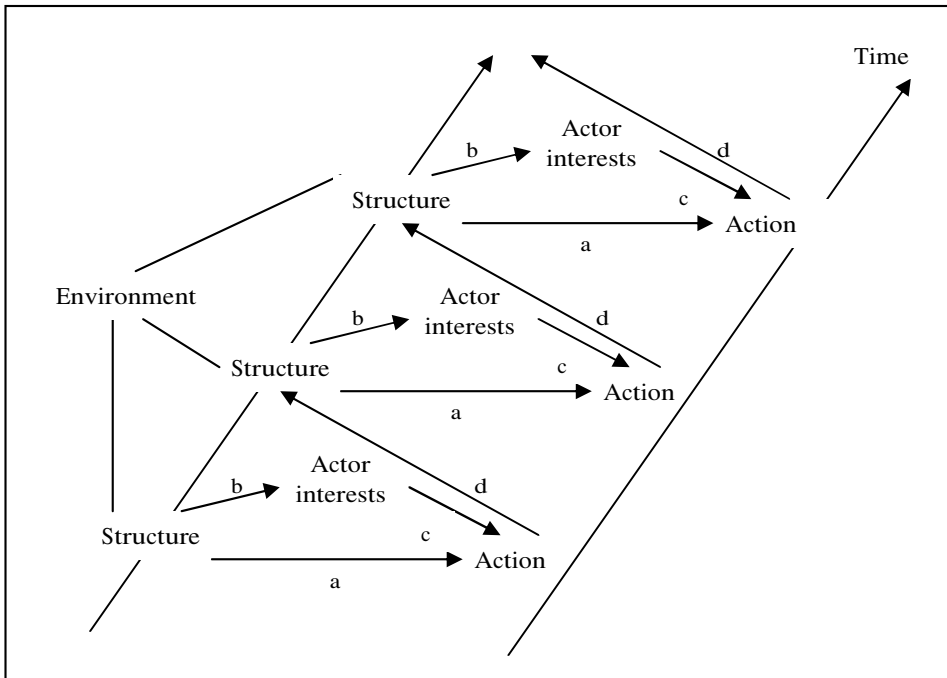 Time
Actor
interests
b
d
Structure
c
Action
a
Environment
Actor
interests
b
d
Structure
c
Action
a
Actor
interests
b
d
Structure
c
Action
a